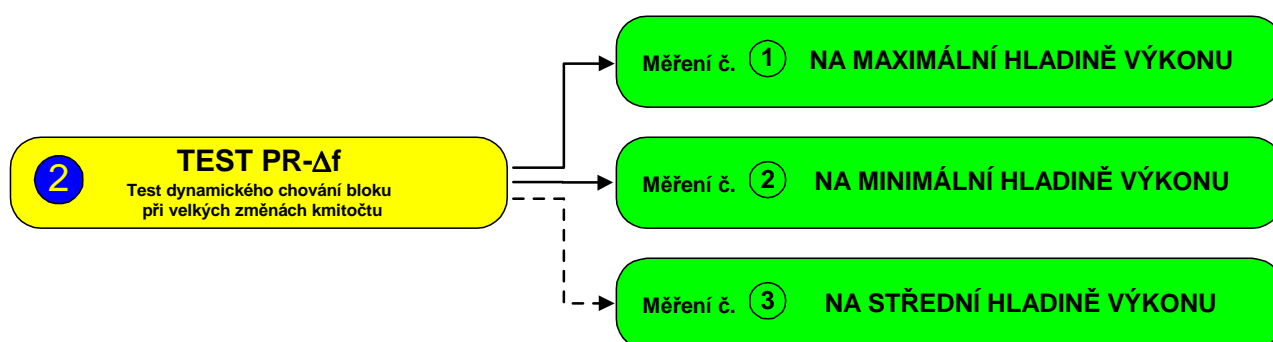 2
TEST PR-Δf
Test dynamického chování bloku
při velkých změnách kmitočtu
Měření č. 1 NA MAXIMÁLNÍ HLADINĚ VÝKONU
Měření č. 2 NA MINIMÁLNÍ HLADINĚ VÝKONU
Měření č. 3 NA STŘEDNÍ HLADINĚ VÝKONU